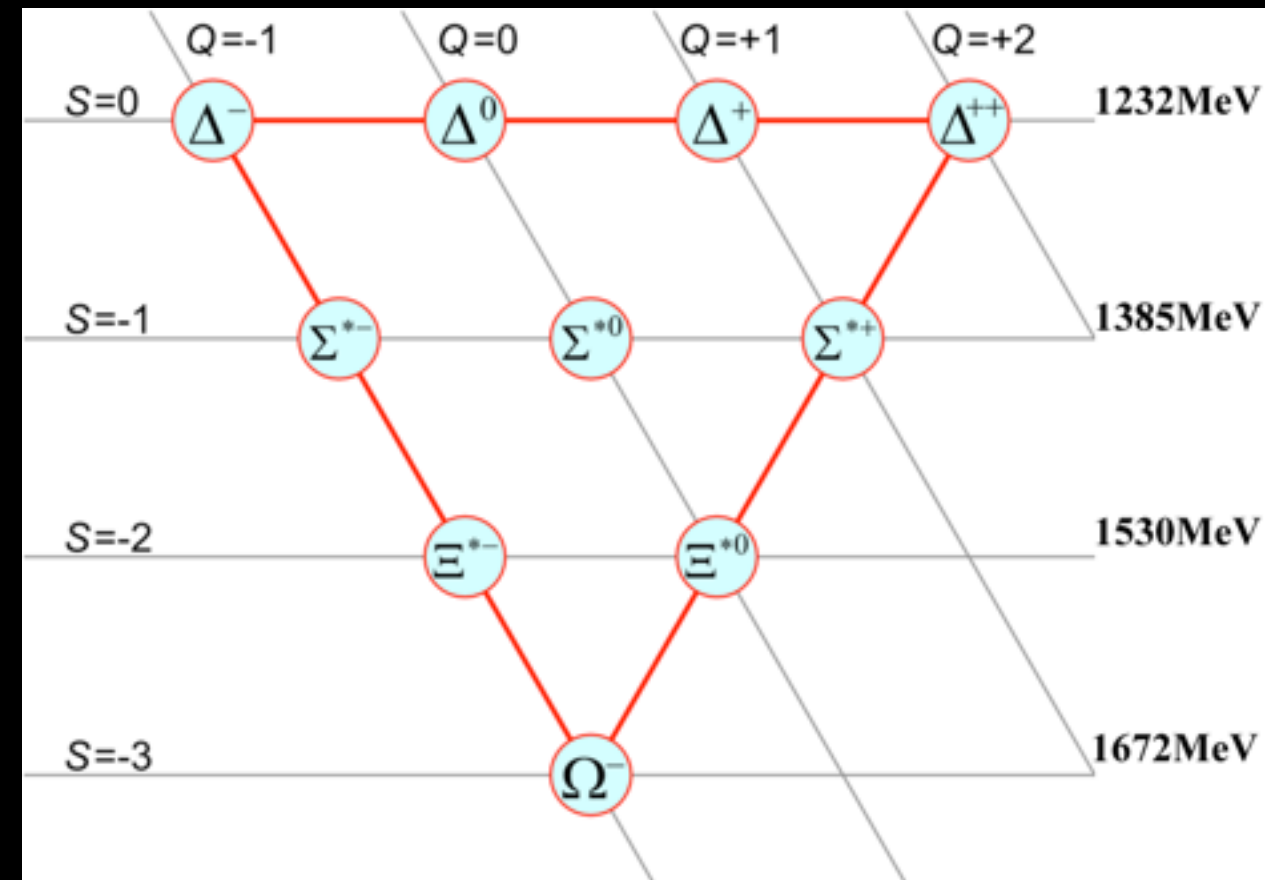 Q=-1 Q=0 Q=+1 Q=+2
S=0 Δ⁻ Δ⁰ Δ⁺ Δ⁺⁺ 1232MeV
S=-1 Σ*⁻ Σ*⁰ Σ*⁺ 1385MeV
S=-2 Ξ*⁻ Ξ*⁰ 1530MeV
S=-3 Ω⁻ 1672MeV